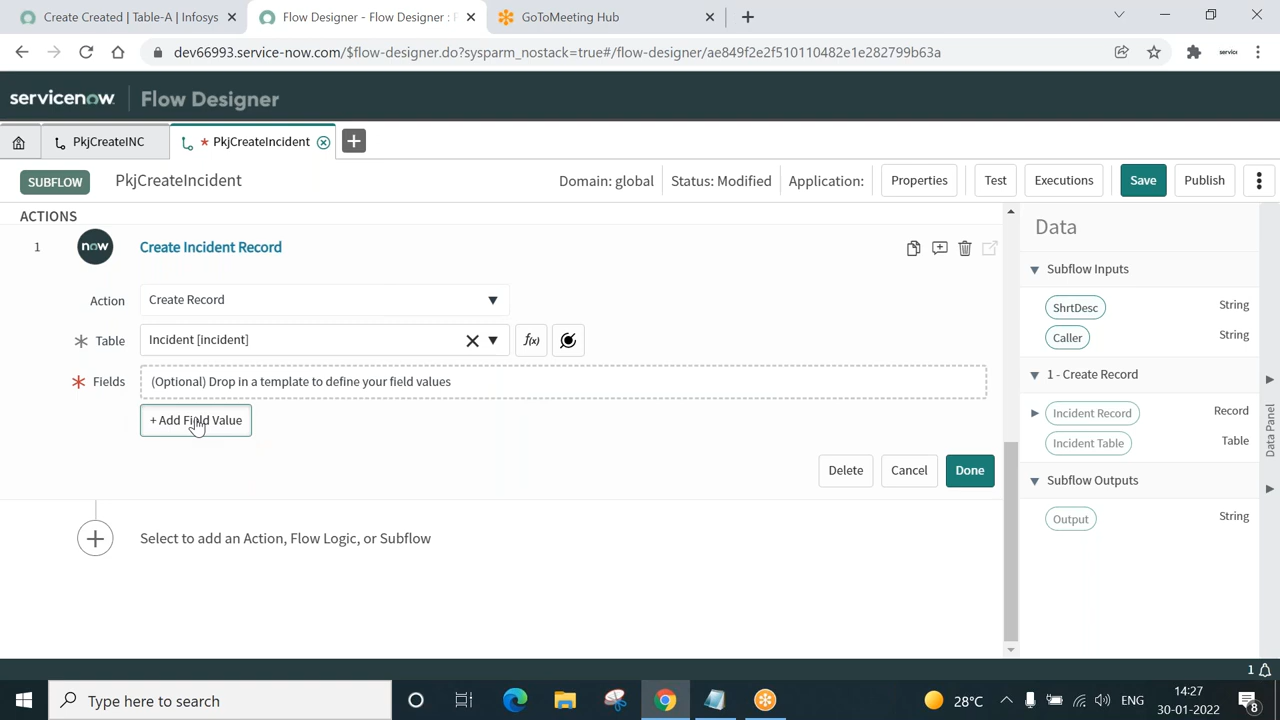 Create Created | Table-A | Infosys
Flow Designer - Flow Designer : F
GoToMeeting Hub
dev66993.service-now.com/$flow-designer.do?sysparm_nostack=true#/flow-designer/ae849f2e2f510110482e1e282799b63a
servicenow
Flow Designer
PkjCreateINC
* PkjCreateIncident
SUBFLOW
PkjCreateIncident
Domain: global
Status: Modified
Application:
Properties
Test
Executions
Save
Publish
ACTIONS
1
now
Create Incident Record
Action
Create Record
Table
Incident [incident]
f(x)
Fields
(Optional) Drop in a template to define your field values
+ Add Field Value
Delete
Cancel
Done
Select to add an Action, Flow Logic, or Subflow
Data
Subflow Inputs
ShrtDesc
String
Caller
String
1 - Create Record
Incident Record
Record
Incident Table
Table
Subflow Outputs
Output
String
Data Panel
1
Type here to search
28°C
ENG
14:27
30-01-2022
8